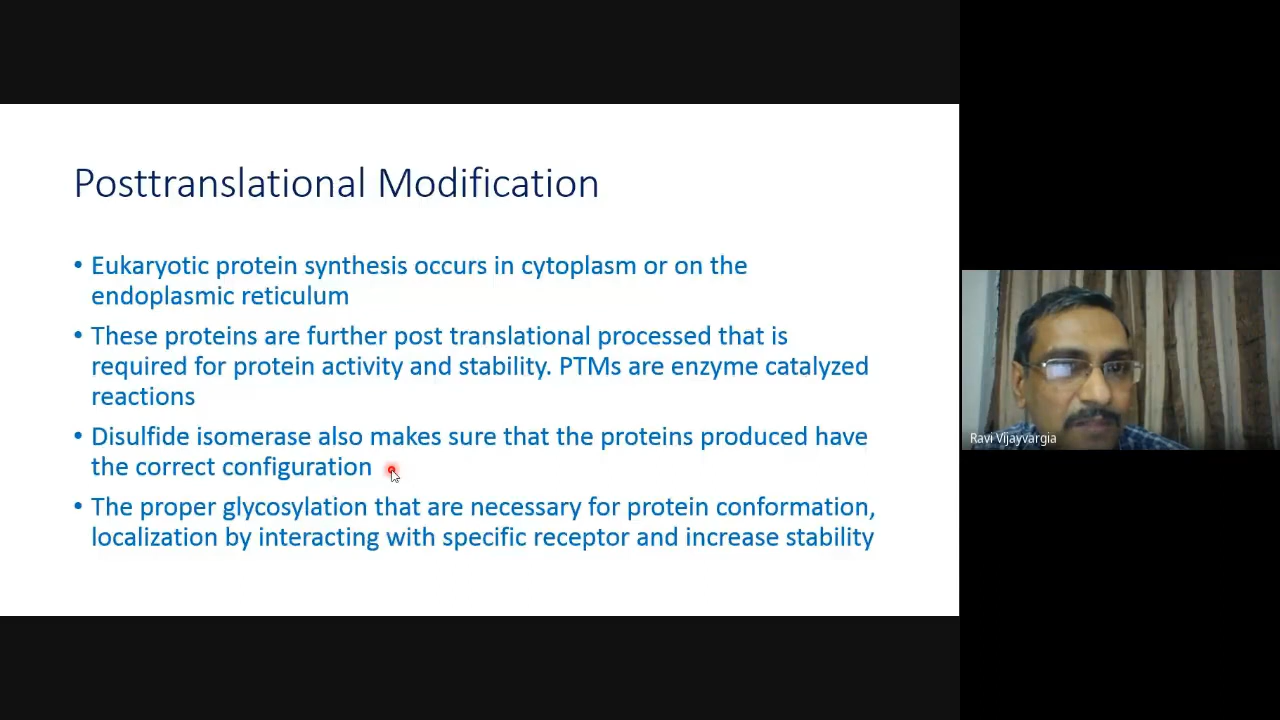 Posttranslational Modification
• Eukaryotic protein synthesis occurs in cytoplasm or on the
endoplasmic reticulum
• These proteins are further post translational processed that is
required for protein activity and stability. PTMs are enzyme catalyzed
reactions
• Disulfide isomerase also makes sure that the proteins produced have
the correct configuration
• The proper glycosylation that are necessary for protein conformation,
localization by interacting with specific receptor and increase stability
Ravi Vijayvargia